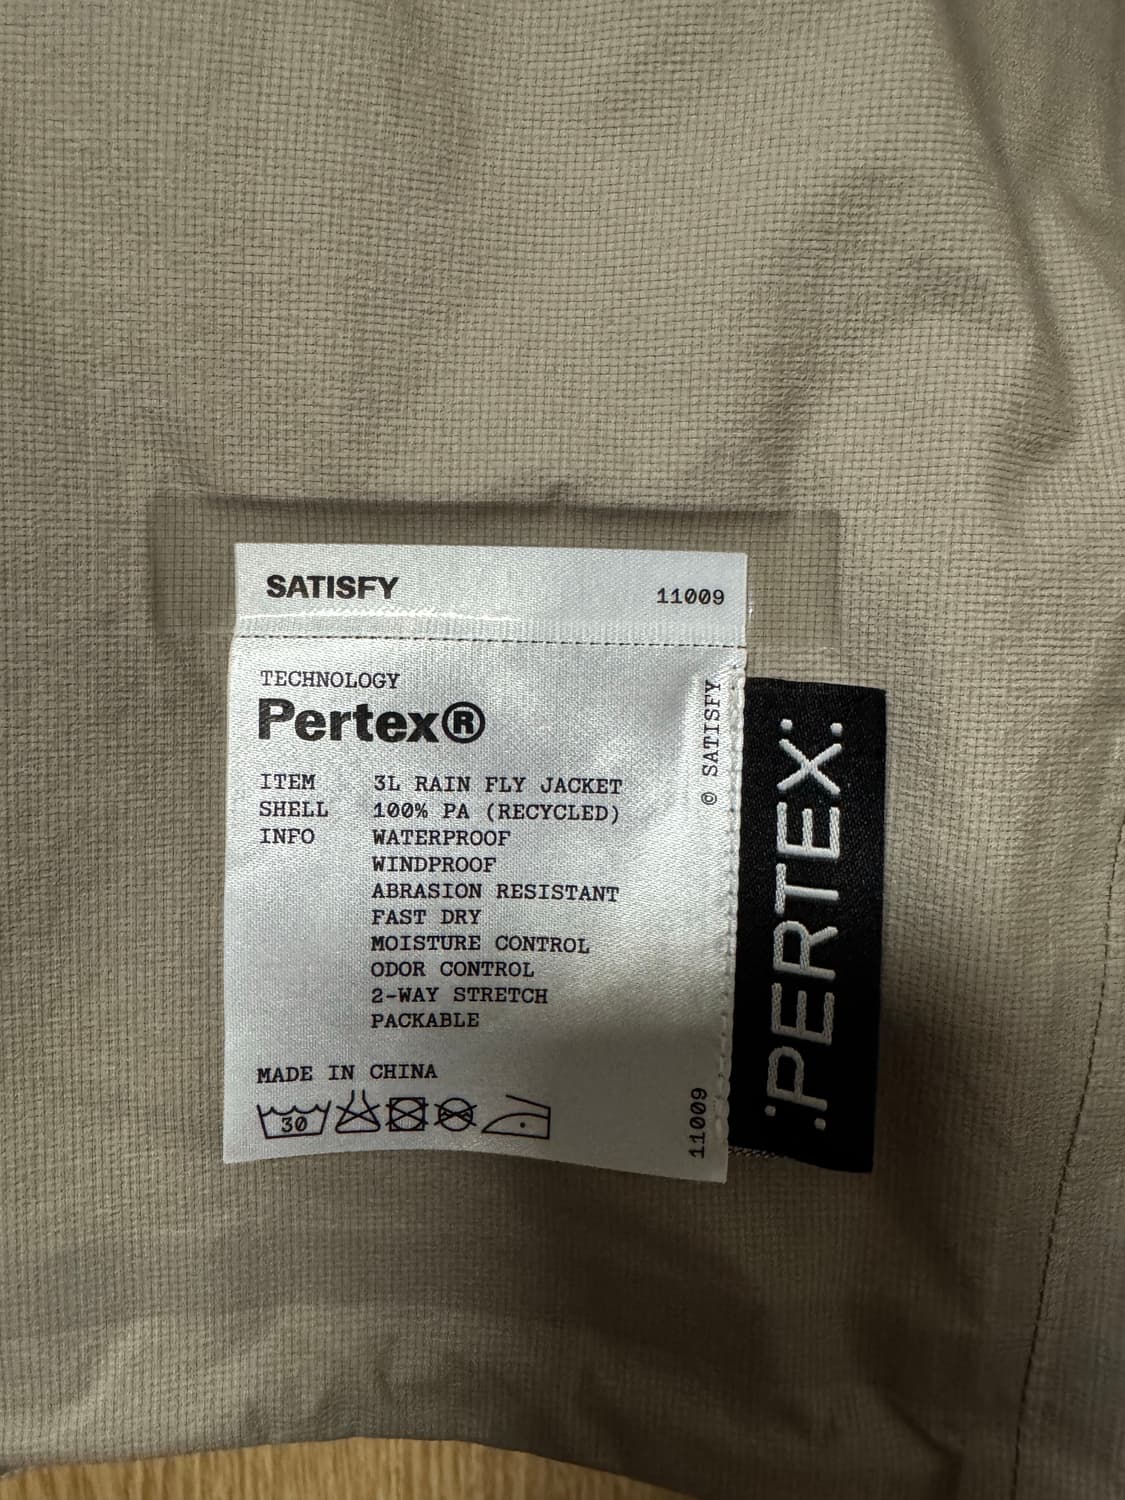 SATISFY 11009
TECHNOLOGY
Pertex®
ITEM 3L RAIN FLY JACKET
SHELL 100% PA (RECYCLED)
INFO WATERPROOF
WINDPROOF
ABRASION RESISTANT
FAST DRY
MOISTURE CONTROL
ODOR CONTROL
2-WAY STRETCH
PACKABLE
MADE IN CHINA
30
© SATISFY
11009
:PERTEX: